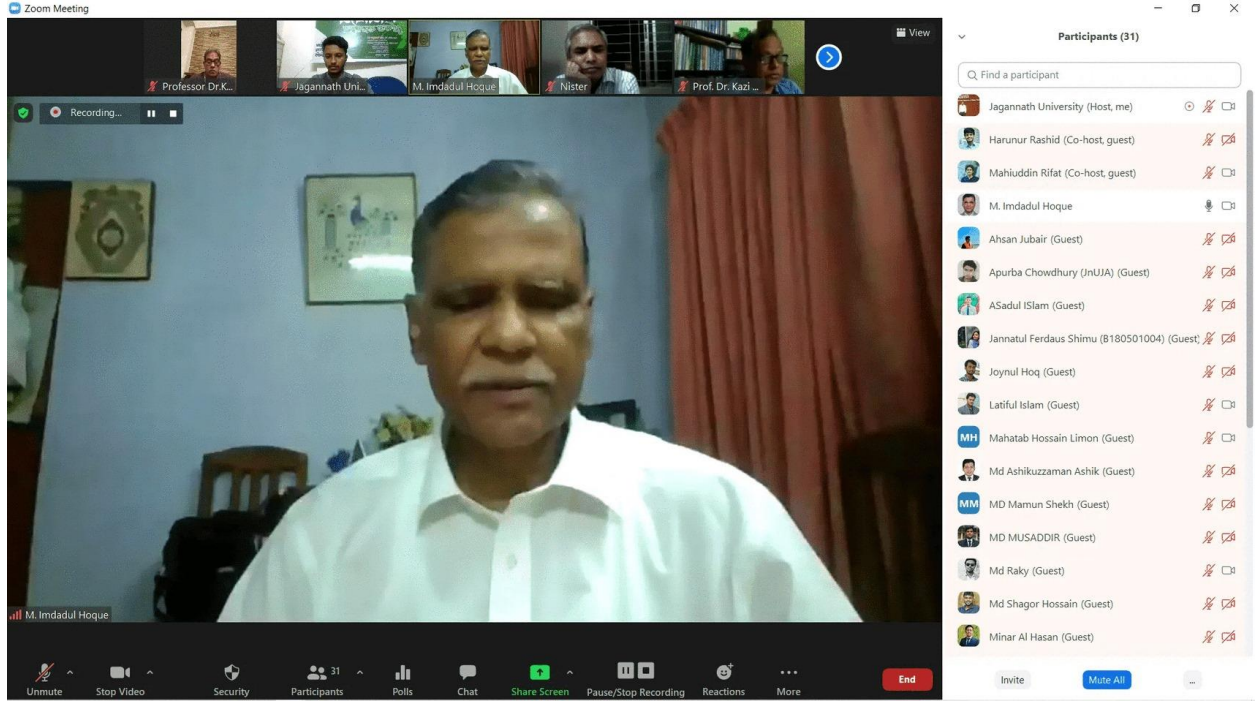 Zoom Meeting
Professor Dr.K...
Jagannath Uni...
M. Imdadul Hoque
Nister
Prof. Dr. Kazi ...
View
Recording...
M. Imdadul Hoque
Unmute
Stop Video
Security
31
Participants
Polls
Chat
Share Screen
Pause/Stop Recording
Reactions
More
End
Participants (31)
Find a participant
Jagannath University (Host, me)
Harunur Rashid (Co-host, guest)
Mahiuddin Rifat (Co-host, guest)
M. Imdadul Hoque
Ahsan Jubair (Guest)
Apurba Chowdhury (JnUJA) (Guest)
ASadul ISlam (Guest)
Jannatul Ferdaus Shimu (B180501004) (Guest)
Joynul Hoq (Guest)
Latiful Islam (Guest)
MH Mahatab Hossain Limon (Guest)
Md Ashikuzzaman Ashik (Guest)
MM MD Mamun Shekh (Guest)
MD MUSADDIR (Guest)
Md Raky (Guest)
Md Shagor Hossain (Guest)
Minar Al Hasan (Guest)
Invite
Mute All
...